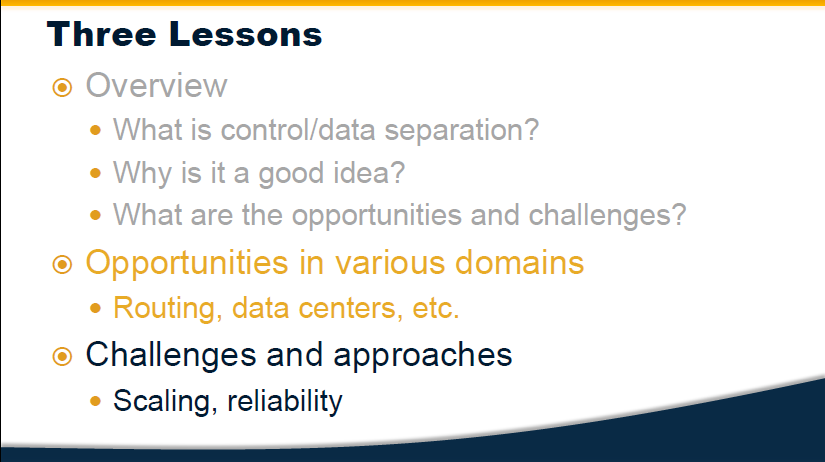 Three Lessons
Overview
What is control/data separation?
Why is it a good idea?
What are the opportunities and challenges?
Opportunities in various domains
Routing, data centers, etc.
Challenges and approaches
Scaling, reliability